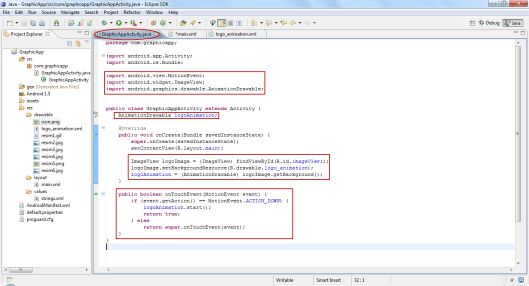 Java - GraphicApp/src/com/graphicapp/GraphicAppActivity.java - Eclipse SDK
File Edit Run Source Navigate Search Project Refactor Window Help
Debug Java
Project Explorer
GraphicApp
src
com.graphicapp
GraphicAppActivity.java
GraphicAppActivity
gen [Generated Java Files]
Android 1.5
assets
res
drawable
icon.png
logo_animation.xml
resim1.gif
resim2.jpg
resim3.jpg
resim4.jpg
resim5.png
resim6.jpg
layout
main.xml
values
strings.xml
AndroidManifest.xml
default.properties
proguard.cfg
GraphicAppActivity.java
*main.xml
logo_animation.xml
package com.graphicapp;
import android.app.Activity;
import android.os.Bundle;
import android.view.MotionEvent;
import android.widget.ImageView;
import android.graphics.drawable.AnimationDrawable;
public class GraphicAppActivity extends Activity {
AnimationDrawable logoAnimation;
@Override
public void onCreate(Bundle savedInstanceState) {
super.onCreate(savedInstanceState);
setContentView(R.layout.main);
ImageView logoImage = (ImageView) findViewById(R.id.imageView);
logoImage.setBackgroundResource(R.drawable.logo_animation);
logoAnimation = (AnimationDrawable) logoImage.getBackground();
}
public boolean onTouchEvent(MotionEvent event) {
if (event.getAction() == MotionEvent.ACTION_DOWN) {
logoAnimation.start();
return true;
} else
return super.onTouchEvent(event);
}
}
Writable Smart Insert 32 : 1